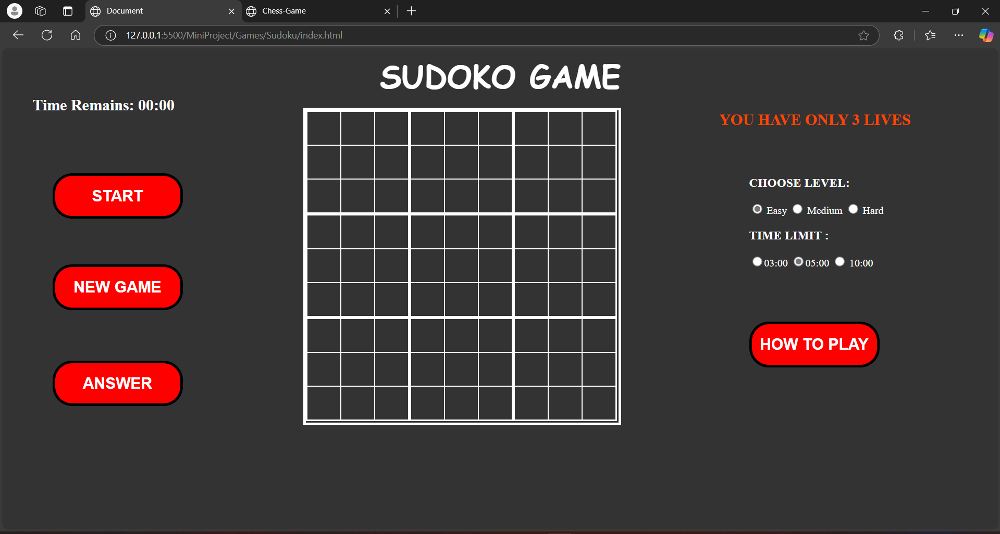 Document
Chess-Game
127.0.0.1:5500/MiniProject/Games/Sudoku/index.html
SUDOKO GAME
Time Remains: 00:00
YOU HAVE ONLY 3 LIVES
START
NEW GAME
ANSWER
CHOOSE LEVEL:
Easy Medium Hard
TIME LIMIT :
03:00 05:00 10:00
HOW TO PLAY